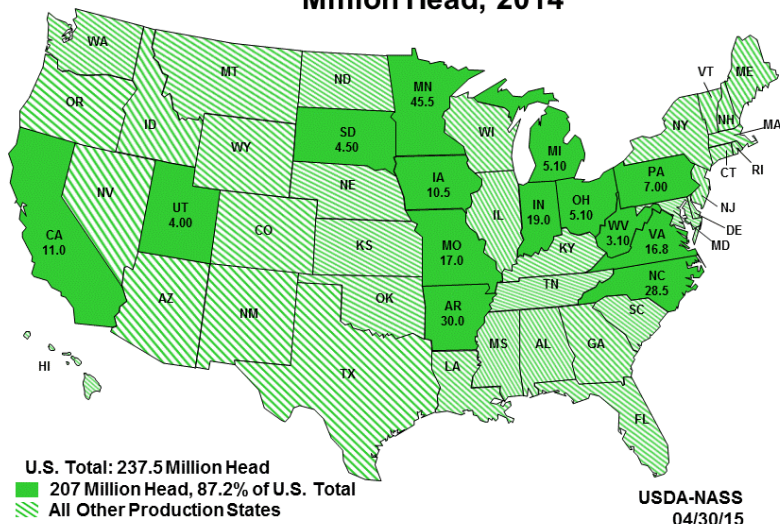 Million Head, 2014
WA
MT
ND
MN
45.5
VT
ME
OR
ID
SD
4.50
WI
NY
NH
MA
WY
MI
5.10
CT
RI
IA
10.5
NE
PA
7.00
NV
UT
4.00
IL
IN
19.0
OH
5.10
NJ
CA
11.0
CO
WV
3.10
VA
16.8
DE
MD
KS
MO
17.0
KY
NC
28.5
TN
AZ
NM
OK
AR
30.0
SC
MS
AL
GA
HI
TX
LA
FL
U.S. Total: 237.5 Million Head
207 Million Head, 87.2% of U.S. Total
All Other Production States
USDA-NASS
04/30/15